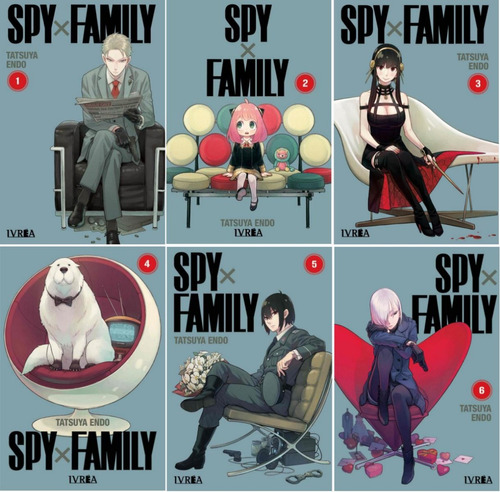 SPY×FAMILY
TATSUYA
ENDO
1
IVREA
SPY
×
FAMILY
2
TATSUYA ENDO
IVREA
SPY×FAMILY
TATSUYA
ENDO
3
IVREA
4
TATSUYA ENDO
SPY×FAMILY
IVREA
SPY×
FAMILY
5
TATSUYA ENDO
IVREA
SPY×
FAMILY
6
TATSUYA
ENDO
IVREA